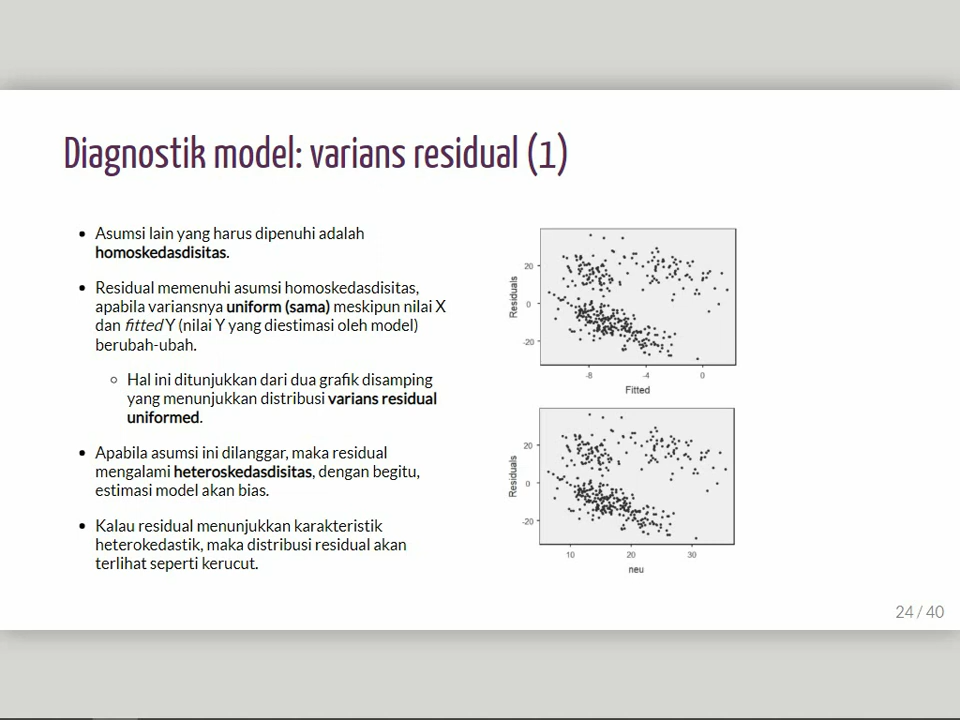 Diagnostik model: varians residual (1)
• Asumsi lain yang harus dipenuhi adalah
homoskedasdisitas.
• Residual memenuhi asumsi homoskedasdisitas,
apabila variansnya uniform (sama) meskipun nilai X
dan fitted Y (nilai Y yang diestimasi oleh model)
berubah-ubah.
○ Hal ini ditunjukkan dari dua grafik disamping
yang menunjukkan distribusi varians residual
uniformed.
• Apabila asumsi ini dilanggar, maka residual
mengalami heteroskedasdisitas, dengan begitu,
estimasi model akan bias.
• Kalau residual menunjukkan karakteristik
heterokedastik, maka distribusi residual akan
terlihat seperti kerucut.
Residuals
20
0
-20
-8 -4 0
Fitted
Residuals
20
0
-20
10 20 30
neu
24 / 40